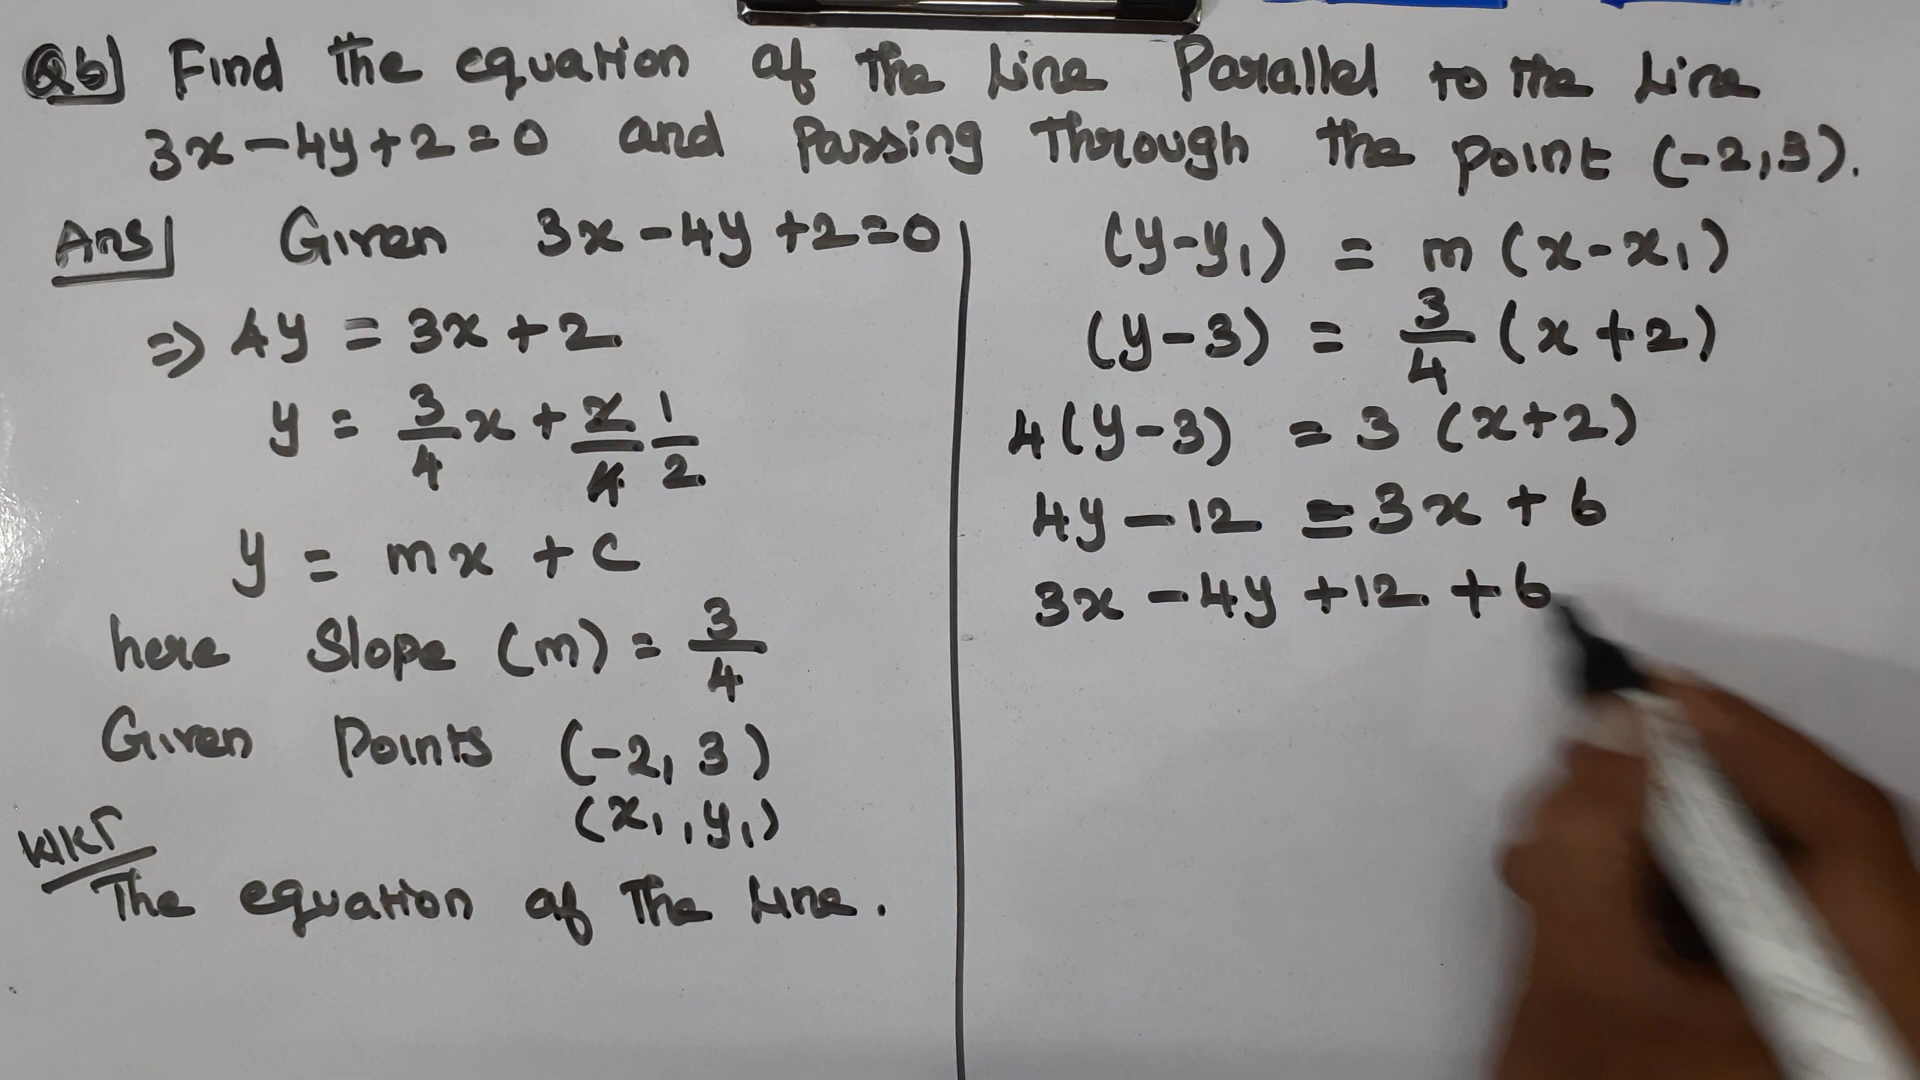 Q6] Find the equation of the line Parallel to the line
3x-4y+2=0 and Passing Through the point (-2,3).
Ans] Given 3x-4y+2=0
=> 4y = 3x+2
y = 3/4 x + 2/4 1/2
y = mx + c
here Slope (m) = 3/4
Given Points (-2, 3)
(x₁, y₁)
WKT
The equation of The Line.
(y-y₁) = m (x-x₁)
(y-3) = 3/4 (x+2)
4(y-3) = 3 (x+2)
4y-12 = 3x + 6
3x-4y+12+6